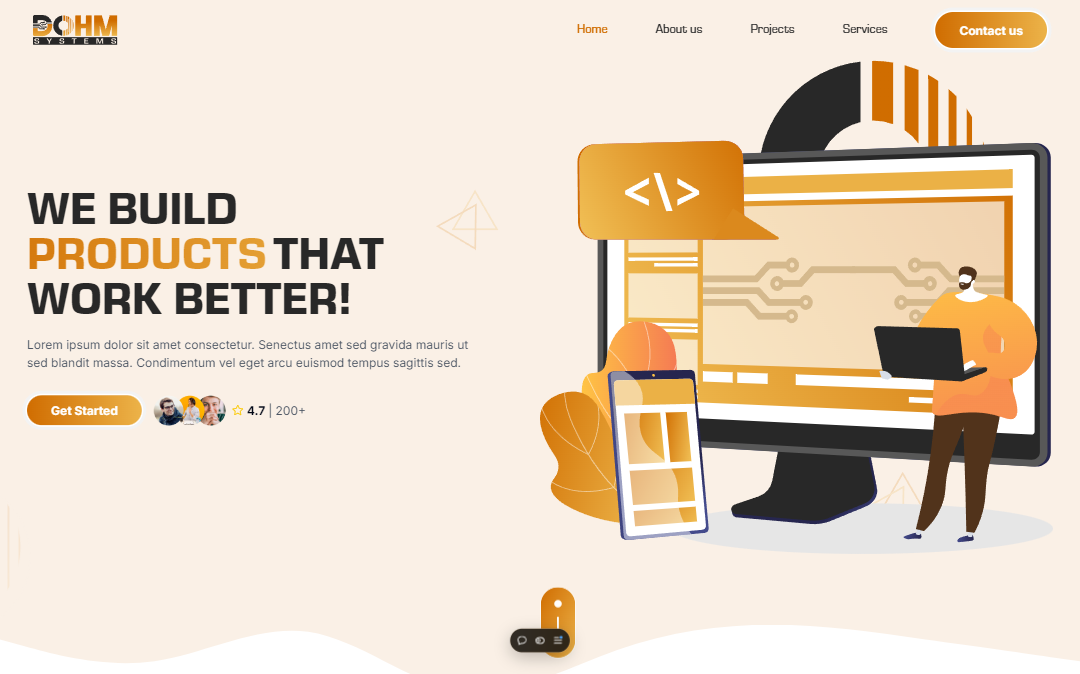 DOHM
SYSTEMS
Home
About us
Projects
Services
Contact us
</>
WE BUILD
PRODUCTS THAT
WORK BETTER!
Lorem ipsum dolor sit amet consectetur. Senectus amet sed gravida mauris ut
sed blandit massa. Condimentum vel eget arcu euismod tempus sagittis sed.
Get Started
4.7 | 200+